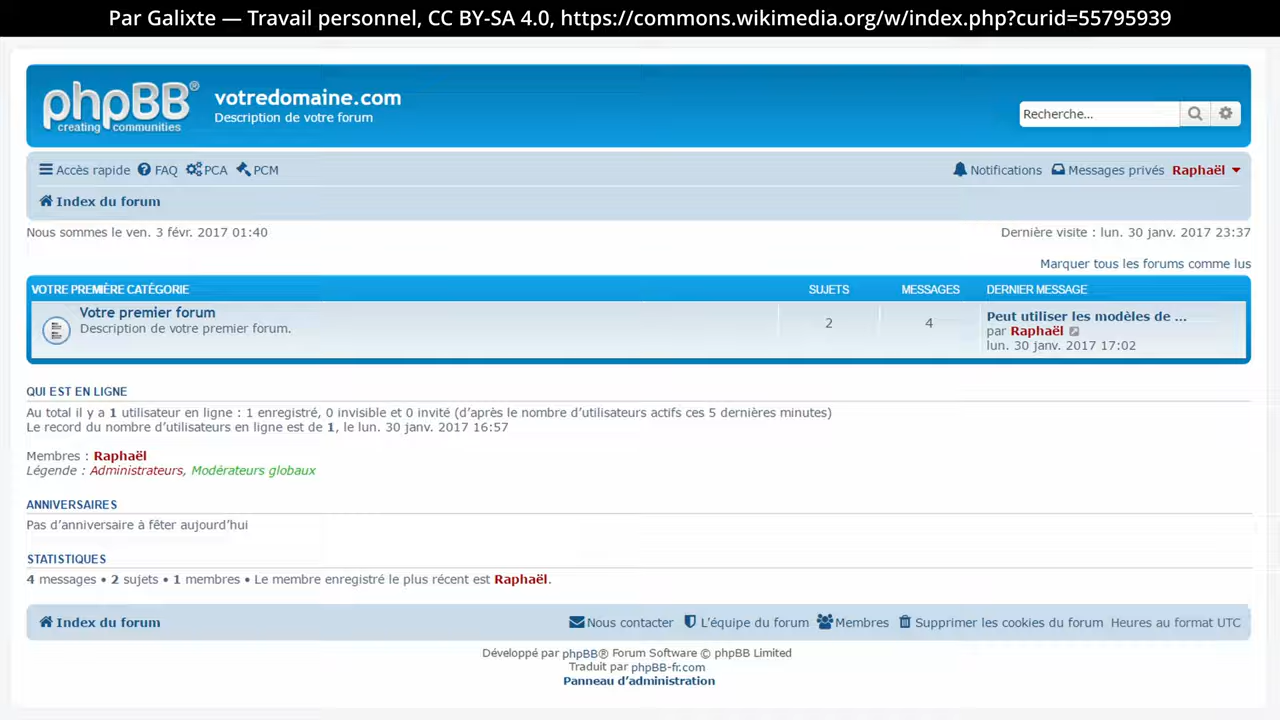 Par Galixte — Travail personnel, CC BY-SA 4.0, https://commons.wikimedia.org/w/index.php?curid=55795939
phpBB®
creating communities
votredomaine.com
Description de votre forum
Recherche…
Accès rapide FAQ PCA PCM
Notifications Messages privés Raphaël
Index du forum
Nous sommes le ven. 3 févr. 2017 01:40
Dernière visite : lun. 30 janv. 2017 23:37
Marquer tous les forums comme lus
VOTRE PREMIÈRE CATÉGORIE SUJETS MESSAGES DERNIER MESSAGE
Votre premier forum
Description de votre premier forum.
2
4
Peut utiliser les modèles de …
par Raphaël
lun. 30 janv. 2017 17:02
QUI EST EN LIGNE
Au total il y a 1 utilisateur en ligne : 1 enregistré, 0 invisible et 0 invité (d’après le nombre d’utilisateurs actifs ces 5 dernières minutes)
Le record du nombre d’utilisateurs en ligne est de 1, le lun. 30 janv. 2017 16:57
Membres : Raphaël
Légende : Administrateurs, Modérateurs globaux
ANNIVERSAIRES
Pas d’anniversaire à fêter aujourd’hui
STATISTIQUES
4 messages • 2 sujets • 1 membres • Le membre enregistré le plus récent est Raphaël.
Index du forum
Nous contacter L’équipe du forum Membres Supprimer les cookies du forum Heures au format UTC
Développé par phpBB® Forum Software © phpBB Limited
Traduit par phpBB-fr.com
Panneau d’administration